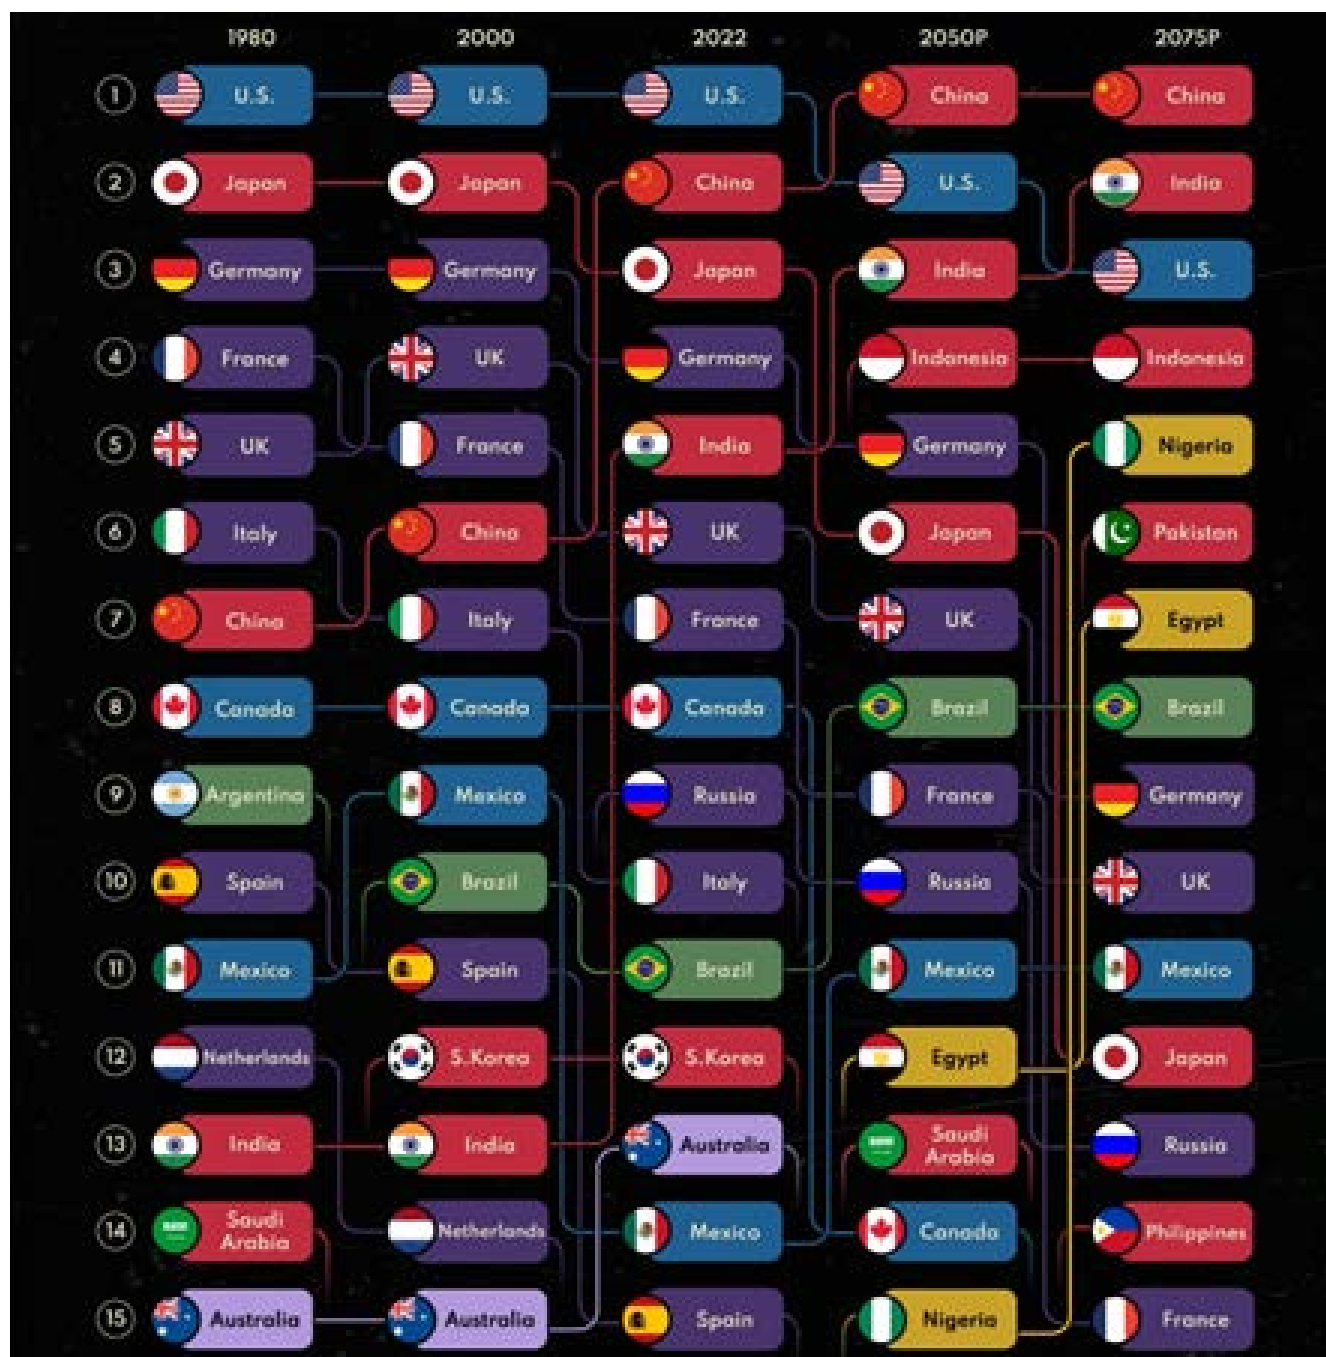 1980 2000 2022 2050P 2075P
1 U.S. U.S. U.S. China China
2 Japan Japan China U.S. India
3 Germany Germany Japan India U.S.
4 France UK Germany Indonesia Indonesia
5 UK France India Germany Nigeria
6 Italy China UK Japan Pakistan
7 China Italy France UK Egypt
8 Canada Canada Canada Brazil Brazil
9 Argentina Mexico Russia France Germany
10 Spain Brazil Italy Russia UK
11 Mexico Spain Brazil Mexico Mexico
12 Netherlands S.Korea S.Korea Egypt Japan
13 India India Australia Saudi Arabia Russia
14 Saudi Arabia Netherlands Mexico Canada Philippines
15 Australia Australia Spain Nigeria France